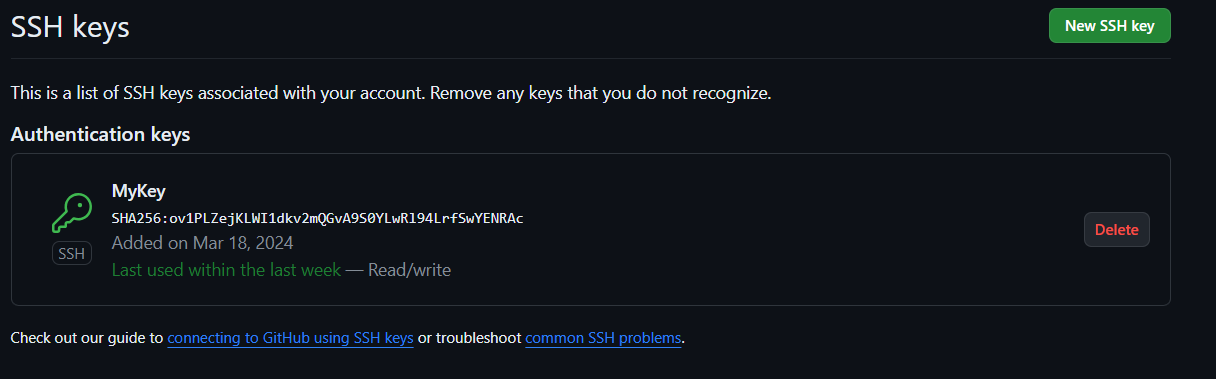 SSH keys
New SSH key
This is a list of SSH keys associated with your account. Remove any keys that you do not recognize.
Authentication keys
MyKey
SHA256:ov1PLZejKLWI1dkv2mQGvA9S0YLwRl94LrfSwYENRAc
Added on Mar 18, 2024
SSH
Last used within the last week — Read/write
Delete
Check out our guide to connecting to GitHub using SSH keys or troubleshoot common SSH problems.